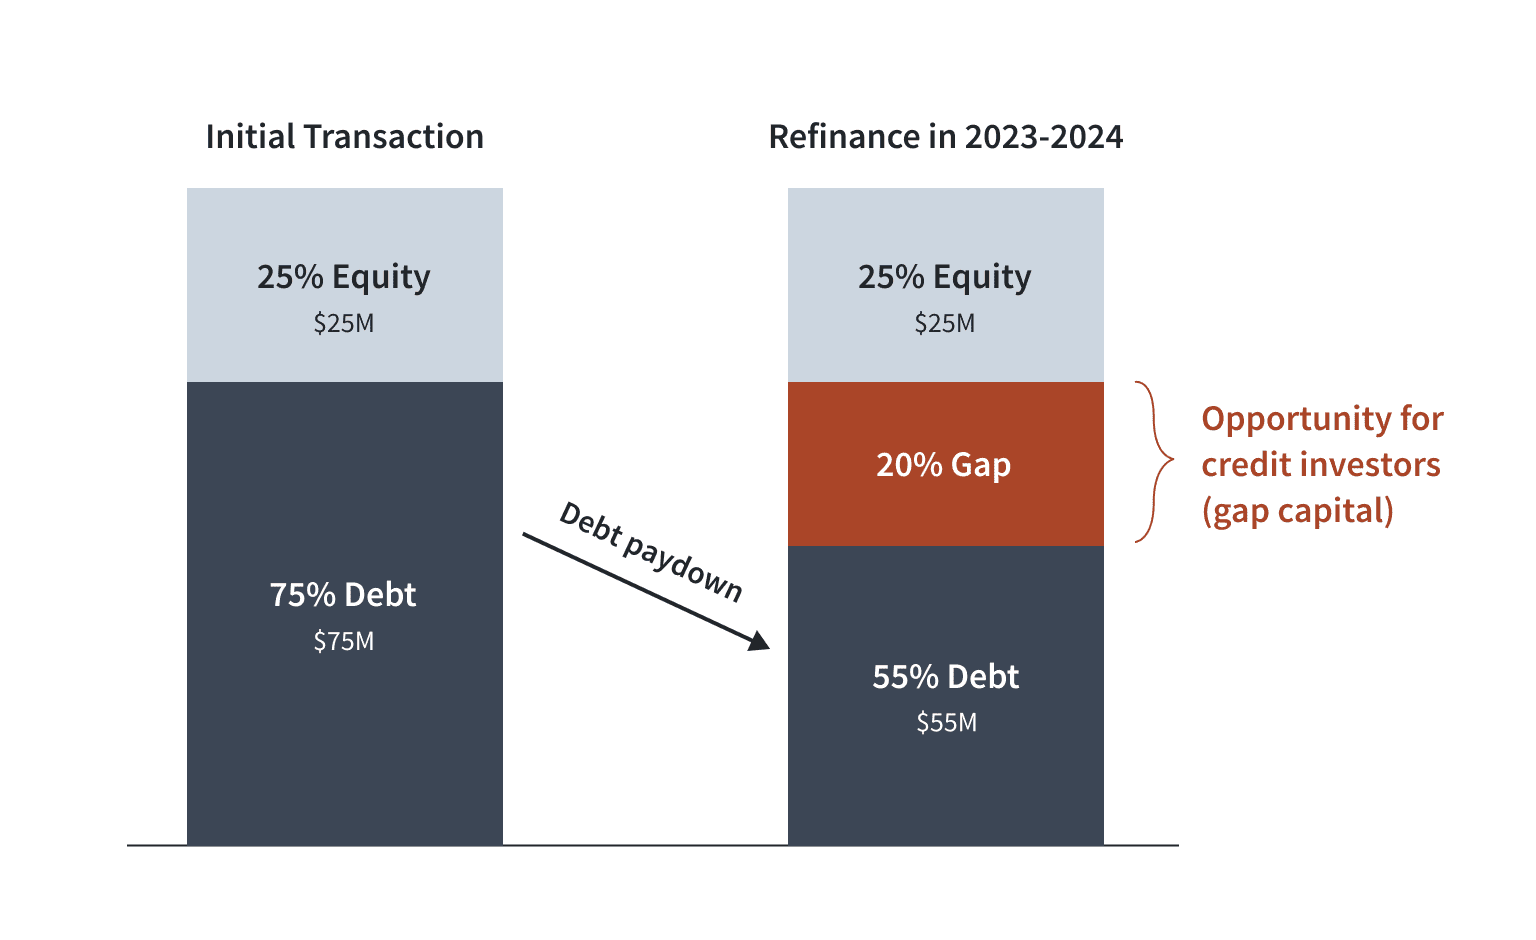 Initial Transaction
Refinance in 2023-2024
25% Equity
$25M
75% Debt
$75M
Debt paydown
25% Equity
$25M
20% Gap
55% Debt
$55M
Opportunity for
credit investors
(gap capital)